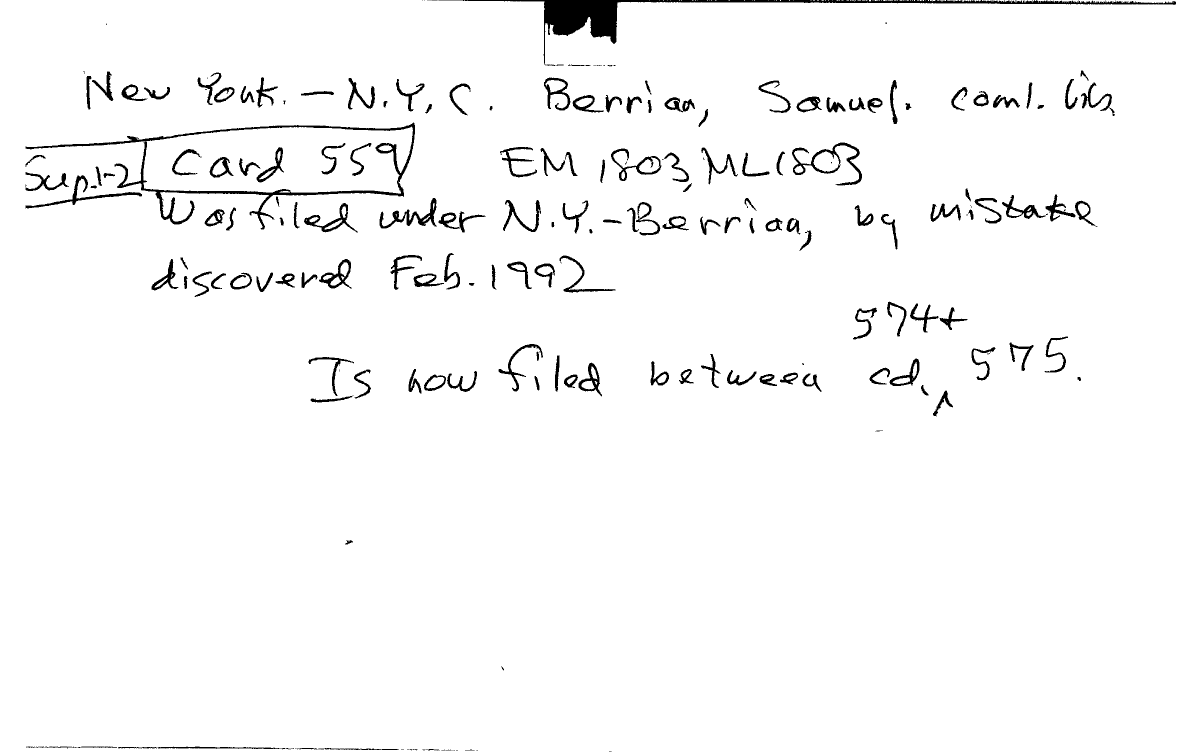 New York. — N.Y.C. Berrian, Samuel. coml. lib.
Sup.1-2 Card 559 EM 1803, ML 1803
Was filed under N.Y.-Berrian, by mistake
discovered Feb. 1992
574+
Is now filed between cd. ^ 575.